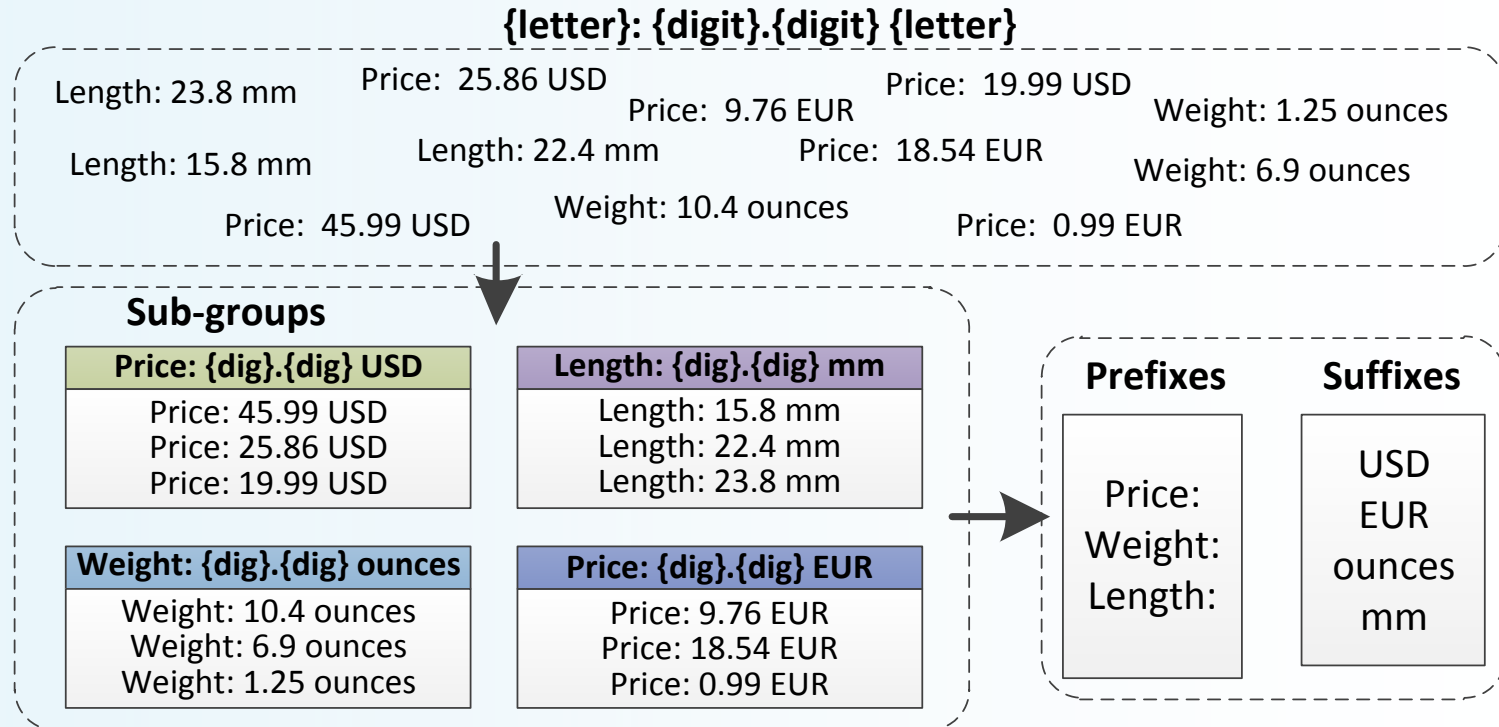 {letter}: {digit}.{digit} {letter}
Length: 23.8 mm
Price: 25.86 USD
Price: 9.76 EUR
Price: 19.99 USD
Weight: 1.25 ounces
Length: 15.8 mm
Length: 22.4 mm
Price: 18.54 EUR
Weight: 6.9 ounces
Price: 45.99 USD
Weight: 10.4 ounces
Price: 0.99 EUR
Sub-groups
Price: {dig}.{dig} USD
Price: 45.99 USD
Price: 25.86 USD
Price: 19.99 USD
Length: {dig}.{dig} mm
Length: 15.8 mm
Length: 22.4 mm
Length: 23.8 mm
Weight: {dig}.{dig} ounces
Weight: 10.4 ounces
Weight: 6.9 ounces
Weight: 1.25 ounces
Price: {dig}.{dig} EUR
Price: 9.76 EUR
Price: 18.54 EUR
Price: 0.99 EUR
Prefixes
Price:
Weight:
Length:
Suffixes
USD
EUR
ounces
mm